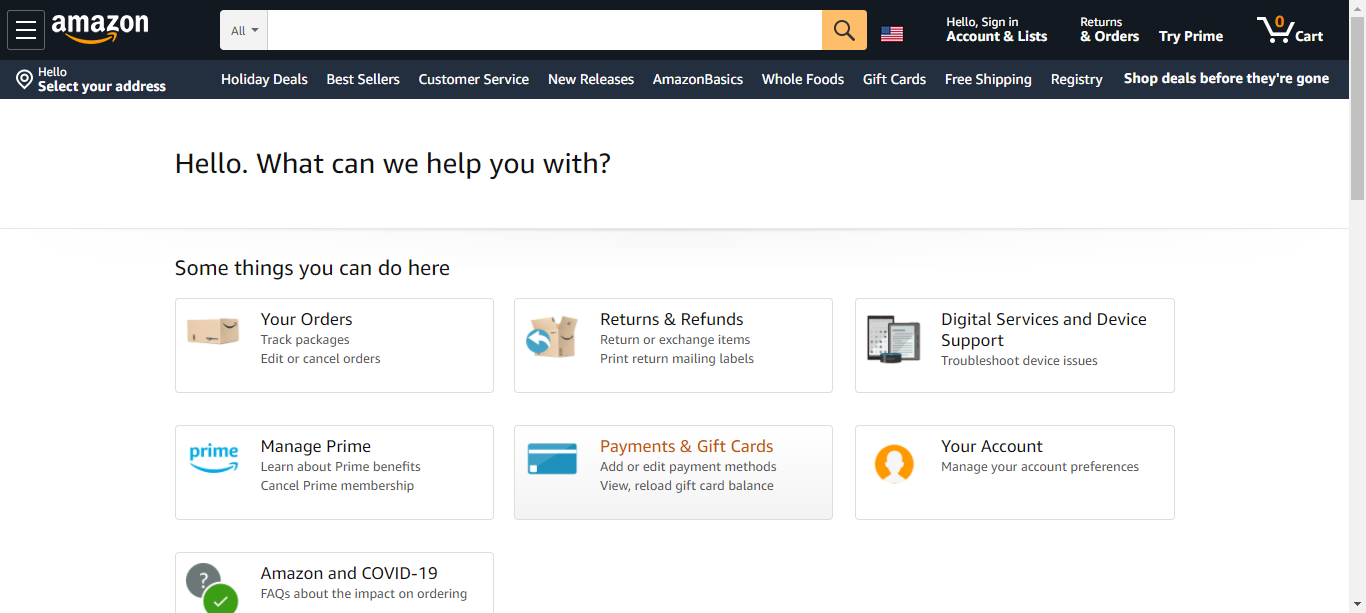 amazon
All
Hello, Sign in
Account & Lists
Returns
& Orders
Try Prime
0
Cart
Hello
Select your address
Holiday Deals
Best Sellers
Customer Service
New Releases
AmazonBasics
Whole Foods
Gift Cards
Free Shipping
Registry
Shop deals before they're gone
Hello. What can we help you with?
Some things you can do here
Your Orders
Track packages
Edit or cancel orders
Returns & Refunds
Return or exchange items
Print return mailing labels
Digital Services and Device
Support
Troubleshoot device issues
prime
Manage Prime
Learn about Prime benefits
Cancel Prime membership
Payments & Gift Cards
Add or edit payment methods
View, reload gift card balance
Your Account
Manage your account preferences
?
Amazon and COVID-19
FAQs about the impact on ordering